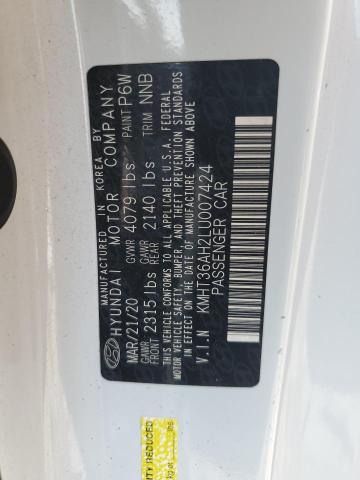 MANUFACTURED IN KOREA BY
HYUNDAI MOTOR COMPANY
MAR/21/20 GVWR 4079 lbs PAINT P6W
GAWR FRONT 2315 lbs GAWR REAR 2140 lbs TRIM NNB
THIS VEHICLE CONFORMS TO ALL APPLICABLE U.S.A. FEDERAL
MOTOR VEHICLE SAFETY, BUMPER, AND THEFT PREVENTION
STANDARDS IN EFFECT ON THE DATE OF MANUFACTURE SHOWN ABOVE
V.I.N KMHT36AH2LU007424
PASSENGER CAR
REDUCED